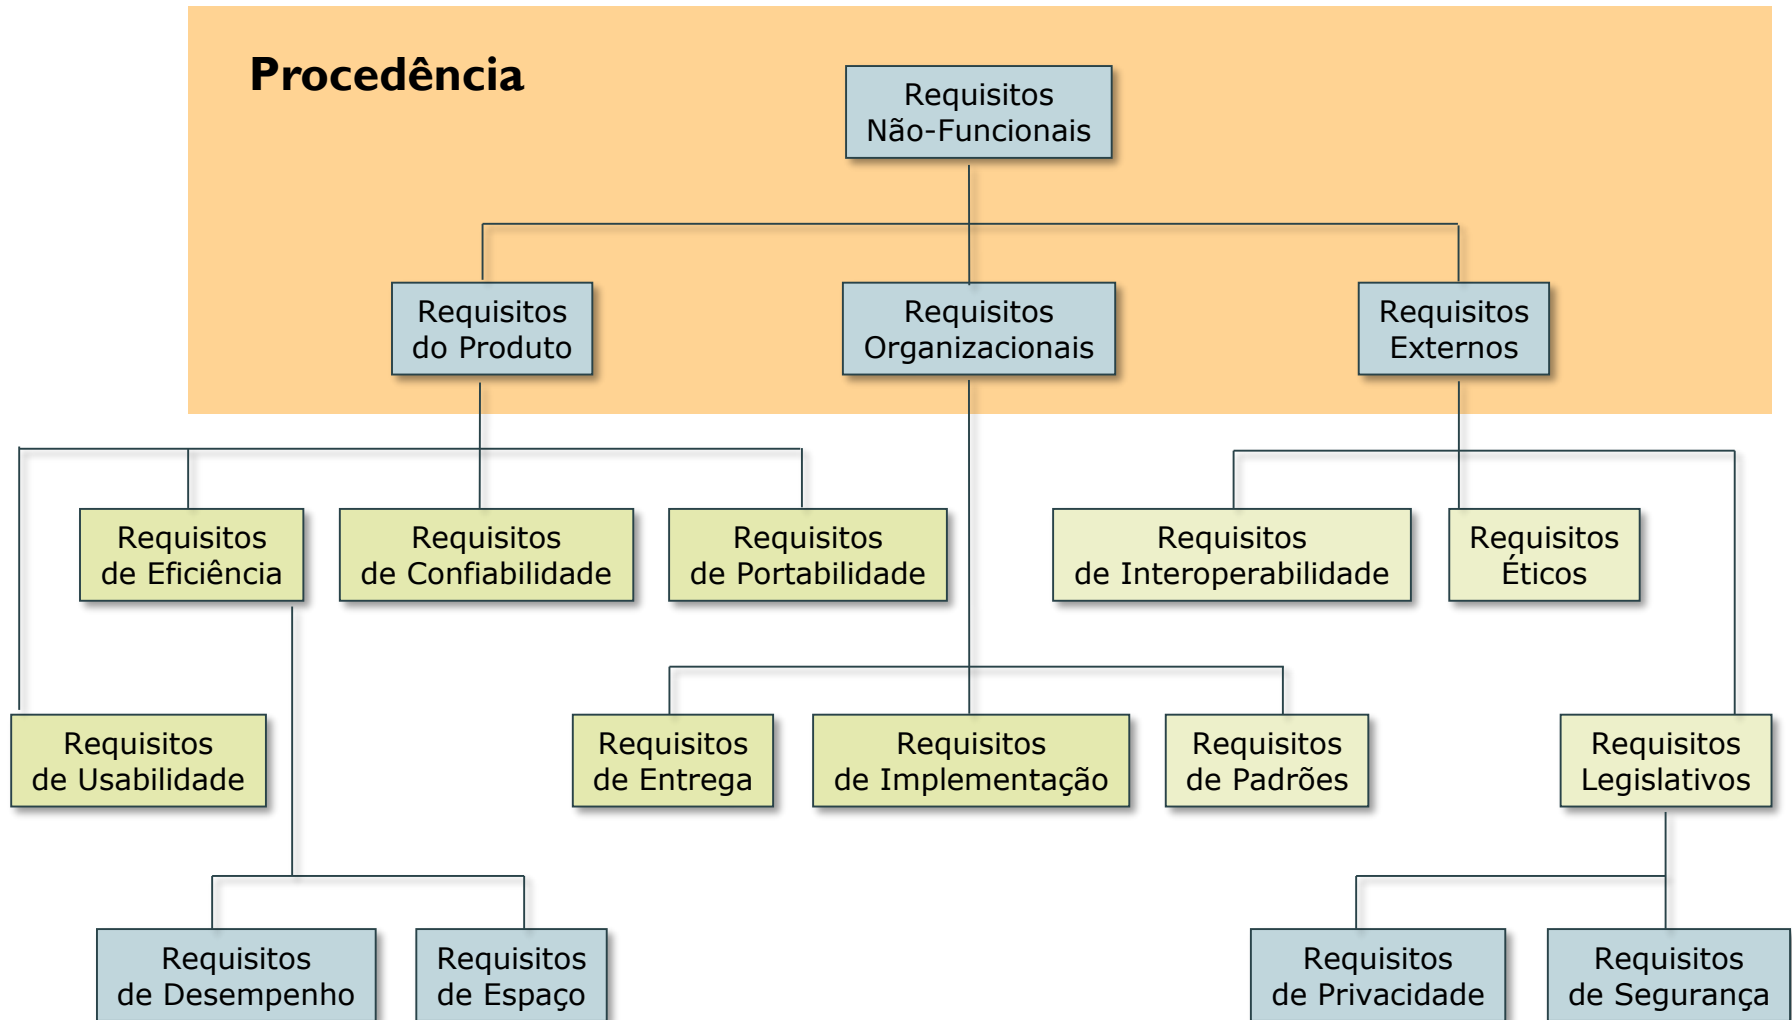 Procedência
Requisitos
Não-Funcionais
Requisitos
do Produto
Requisitos
Organizacionais
Requisitos
Externos
Requisitos
de Eficiência
Requisitos
de Confiabilidade
Requisitos
de Portabilidade
Requisitos
de Interoperabilidade
Requisitos
Éticos
Requisitos
de Usabilidade
Requisitos
de Entrega
Requisitos
de Implementação
Requisitos
de Padrões
Requisitos
Legislativos
Requisitos
de Desempenho
Requisitos
de Espaço
Requisitos
de Privacidade
Requisitos
de Segurança